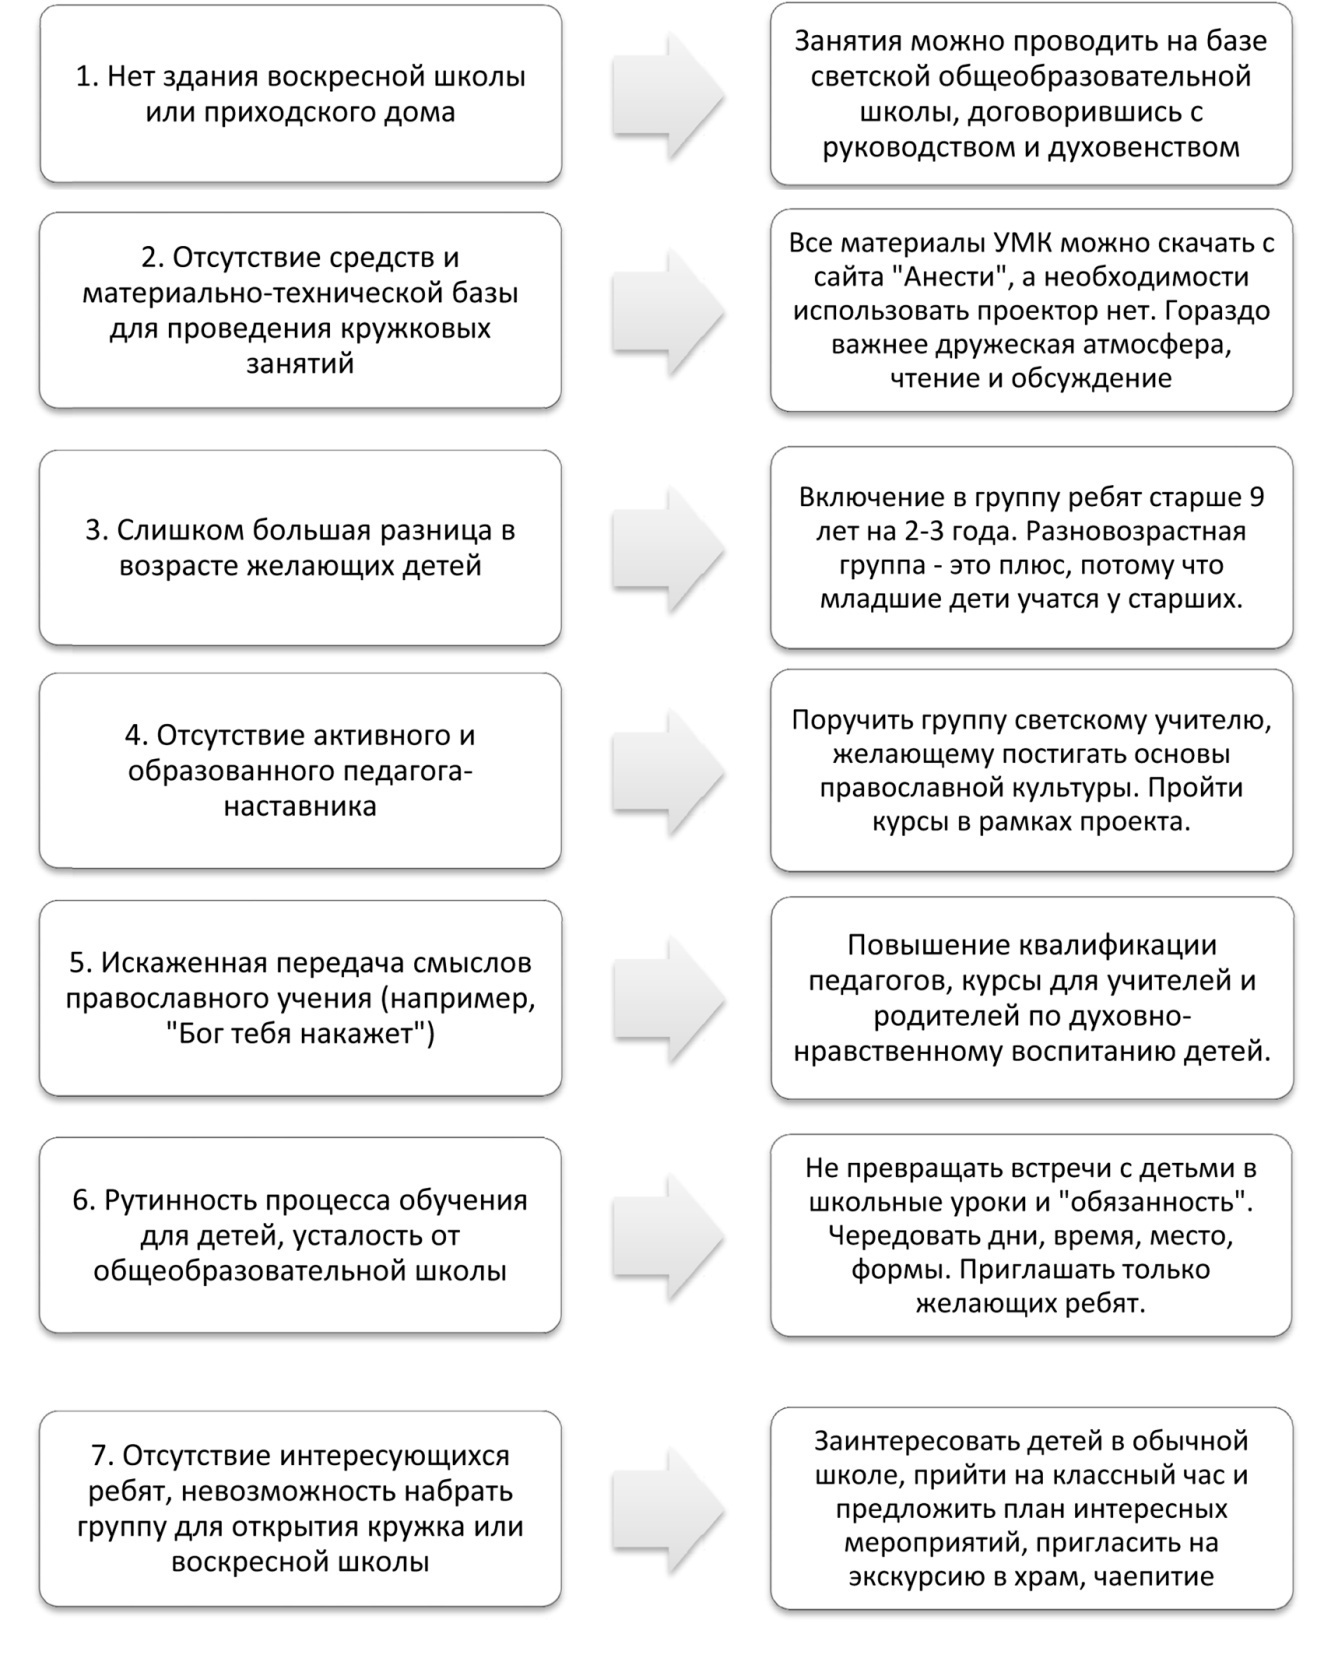 1. Нет здания воскресной школы
или приходского дома
Занятия можно проводить на базе
светской общеобразовательной
школы, договорившись с
руководством и духовенством
2. Отсутствие средств и
материально-технической базы
для проведения кружковых
занятий
Все материалы УМК можно скачать с
сайта "Анести", а необходимости
использовать проектор нет. Гораздо
важнее дружеская атмосфера,
чтение и обсуждение
3. Слишком большая разница в
возрасте желающих детей
Включение в группу ребят старше 9
лет на 2-3 года. Разновозрастная
группа - это плюс, потому что
младшие дети учатся у старших.
4. Отсутствие активного и
образованного педагога-
наставника
Поручить группу светскому учителю,
желающему постигать основы
православной культуры. Пройти
курсы в рамках проекта.
5. Искаженная передача смыслов
православного учения (например,
"Бог тебя накажет")
Повышение квалификации
педагогов, курсы для учителей и
родителей по духовно-
нравственному воспитанию детей.
6. Рутинность процесса обучения
для детей, усталость от
общеобразовательной школы
Не превращать встречи с детьми в
школьные уроки и "обязанность".
Чередовать дни, время, место,
формы. Приглашать только
желающих ребят.
7. Отсутствие интересующихся
ребят, невозможность набрать
группу для открытия кружка или
воскресной школы
Заинтересовать детей в обычной
школе, прийти на классный час и
предложить план интересных
мероприятий, пригласить на
экскурсию в храм, чаепитие